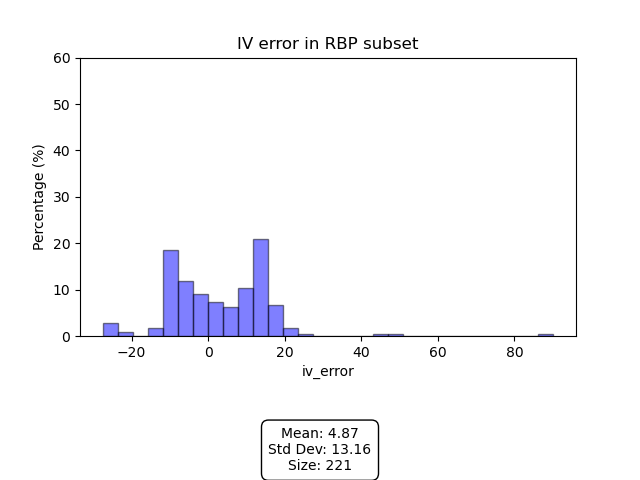 IV error in RBP subset
60
50
40
30
20
10
0
Percentage (%)
−20
0
20
40
60
80
iv_error
Mean: 4.87
Std Dev: 13.16
Size: 221